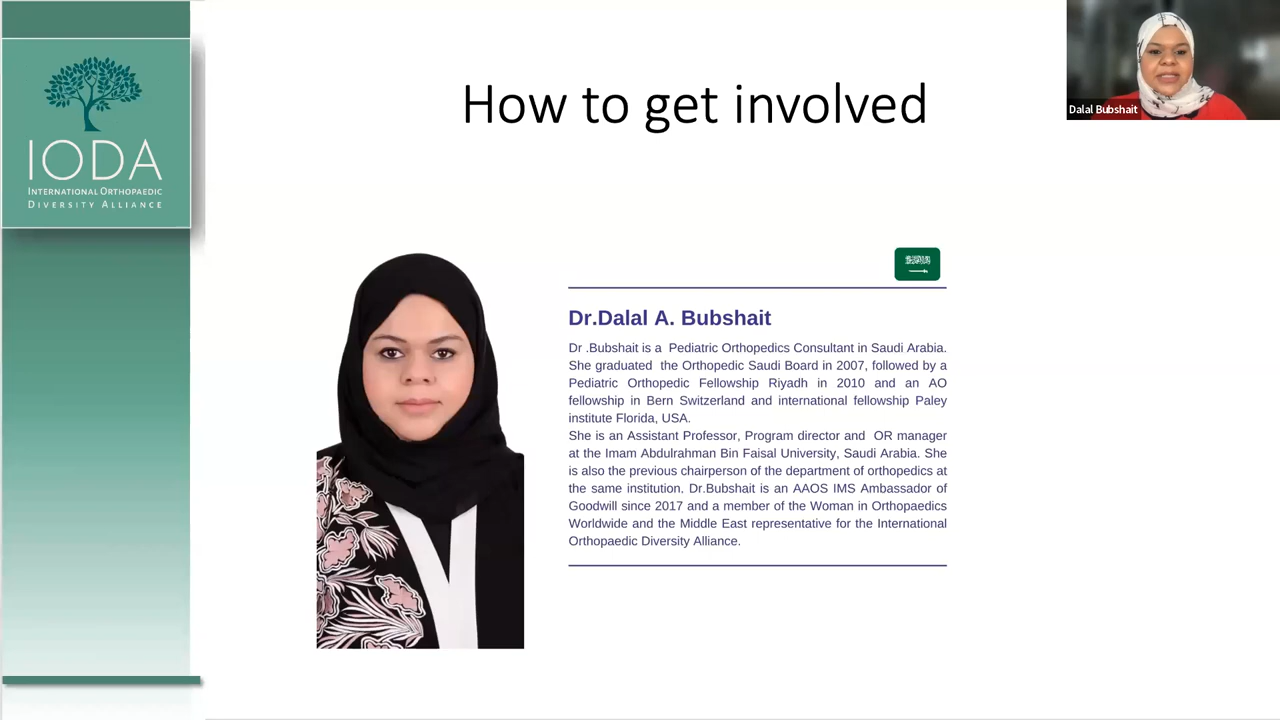 IODA
INTERNATIONAL ORTHOPAEDIC
DIVERSITY ALLIANCE
How to get involved
Dalal Bubshait
Dr.Dalal A. Bubshait
Dr .Bubshait is a Pediatric Orthopedics Consultant in Saudi Arabia.
She graduated the Orthopedic Saudi Board in 2007, followed by a
Pediatric Orthopedic Fellowship Riyadh in 2010 and an AO
fellowship in Bern Switzerland and international fellowship Paley
institute Florida, USA.
She is an Assistant Professor, Program director and OR manager
at the Imam Abdulrahman Bin Faisal University, Saudi Arabia. She
is also the previous chairperson of the department of orthopedics at
the same institution. Dr.Bubshait is an AAOS IMS Ambassador of
Goodwill since 2017 and a member of the Woman in Orthopaedics
Worldwide and the Middle East representative for the International
Orthopaedic Diversity Alliance.